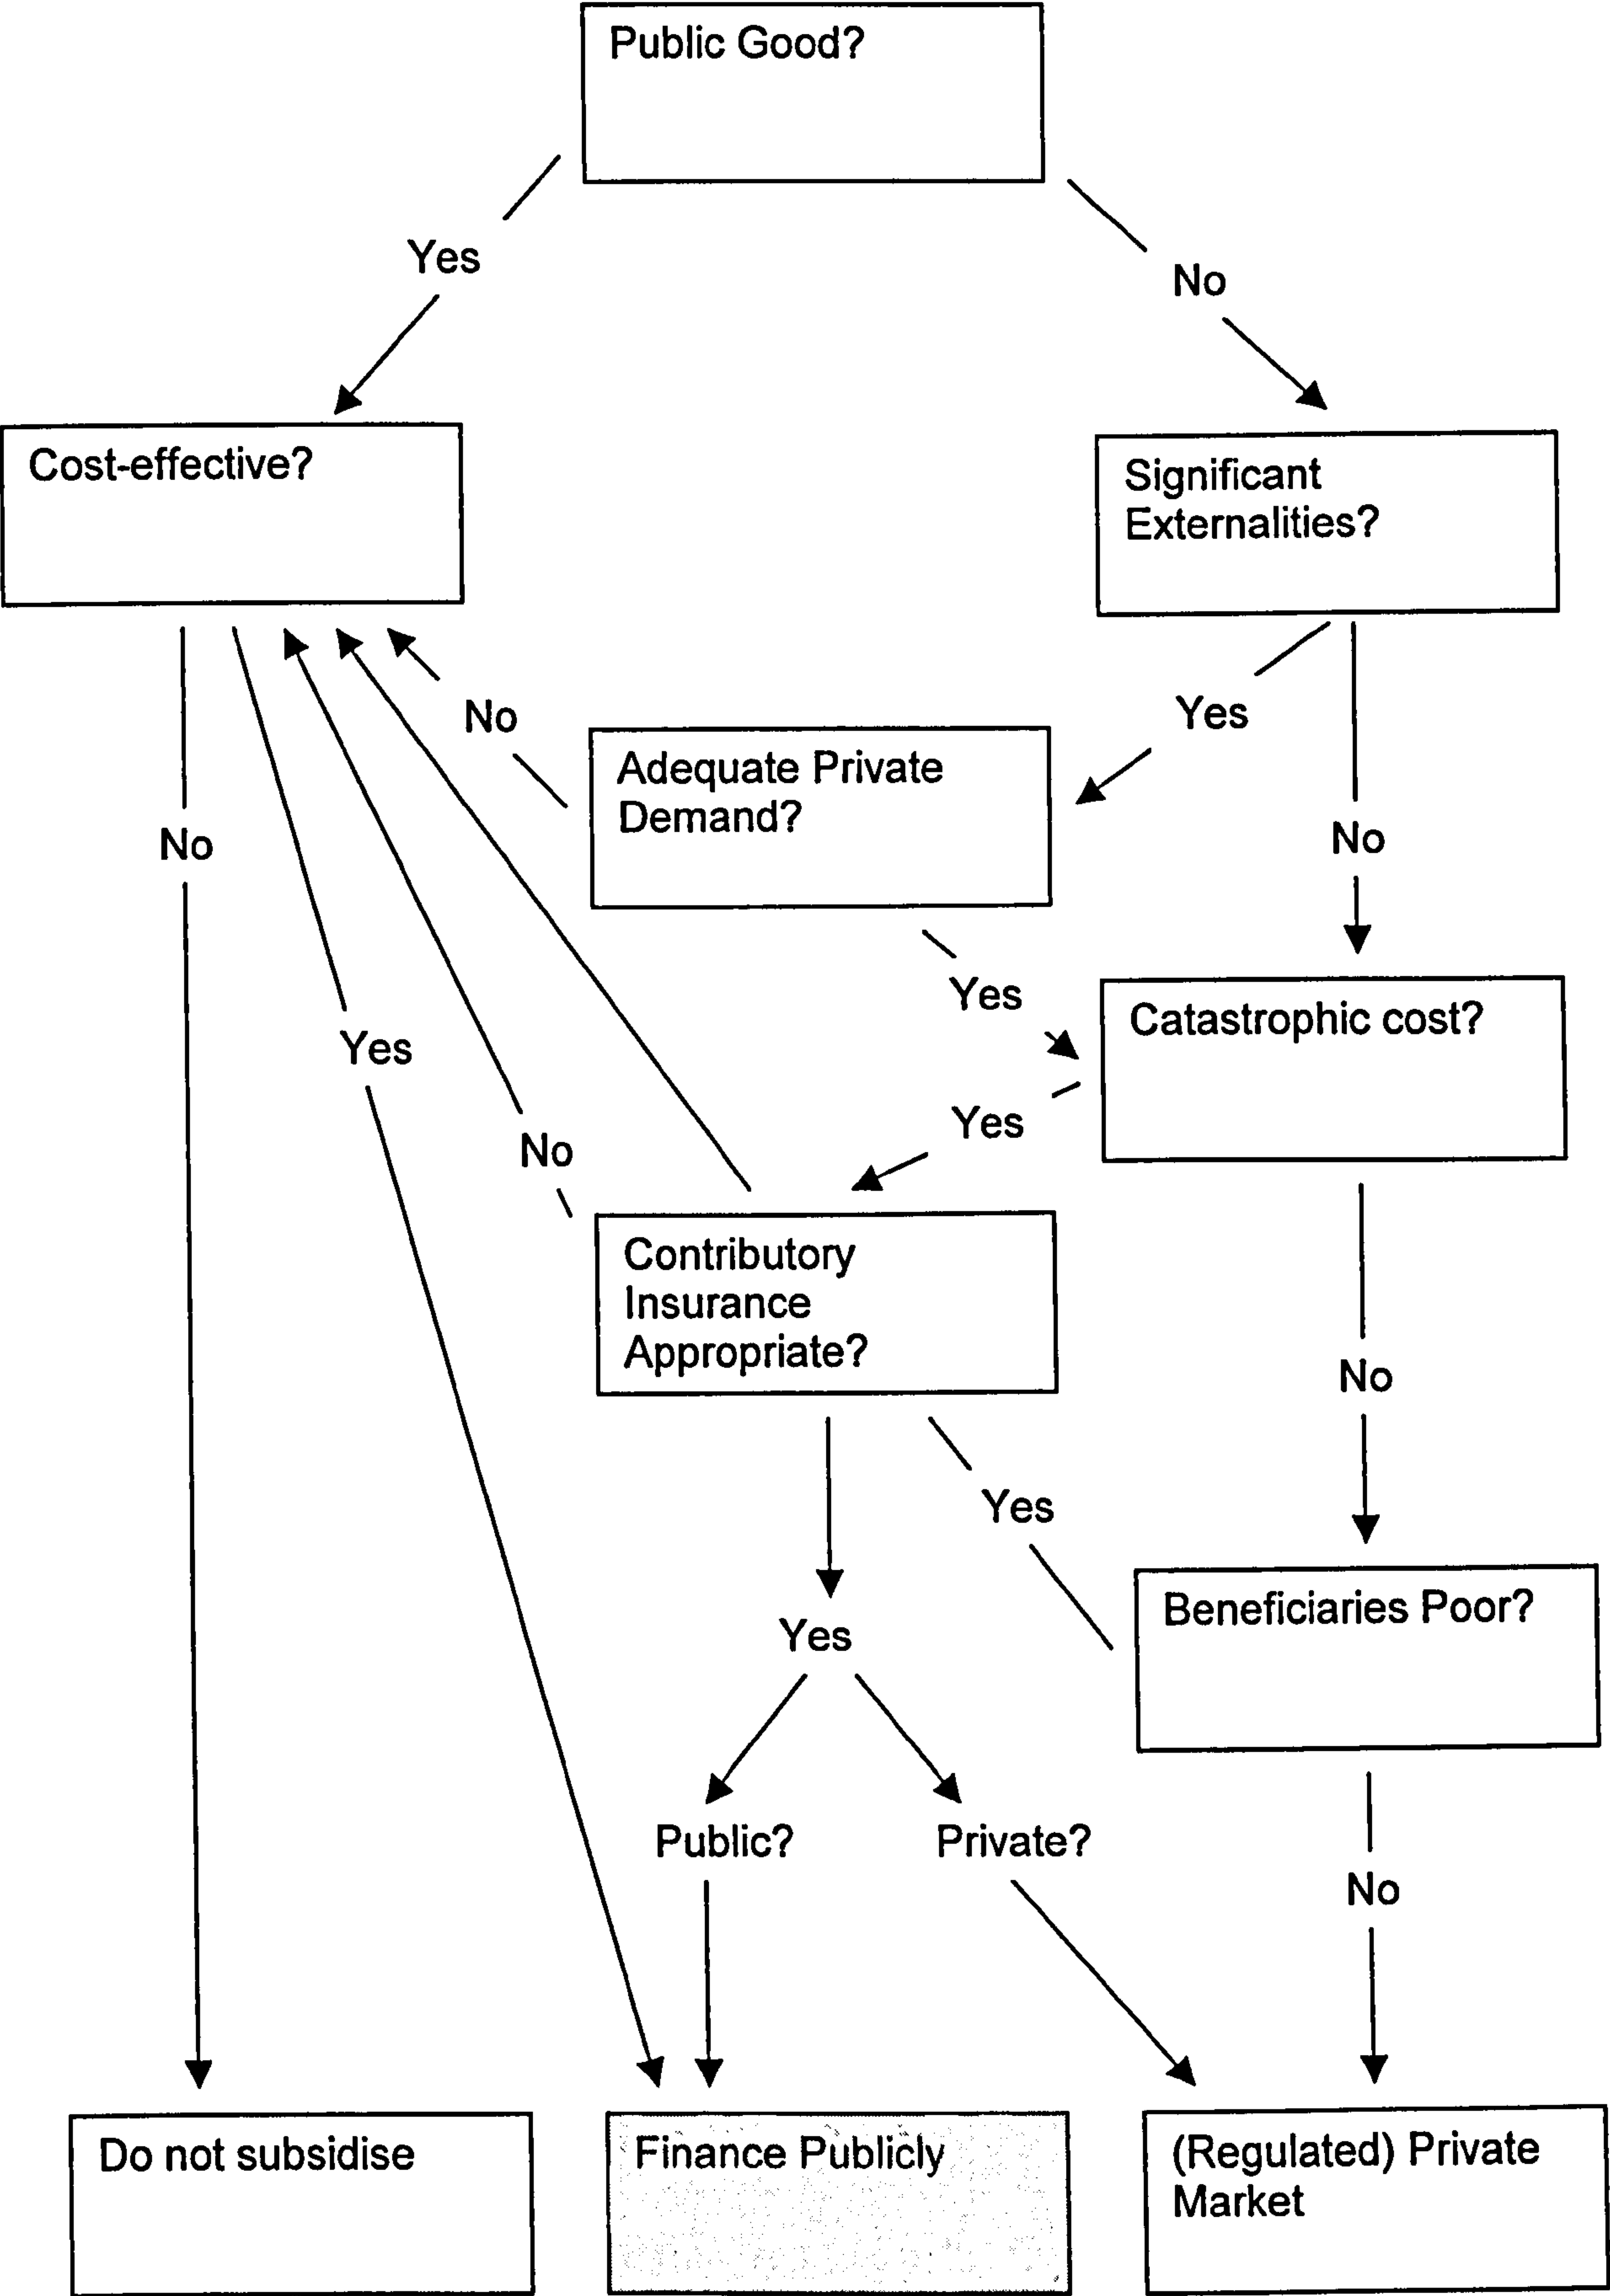 Public Good?
Yes
No
Cost-effective?
Significant
Externalities?
No
Yes
Adequate Private
Demand?
No
No
Yes
Catastrophic cost?
Yes
Yes
No
Contributory
Insurance
Appropriate?
No
Yes
Beneficiaries Poor?
Yes
Public?
Private?
No
Do not subsidise
Finance Publicly
(Regulated) Private
Market